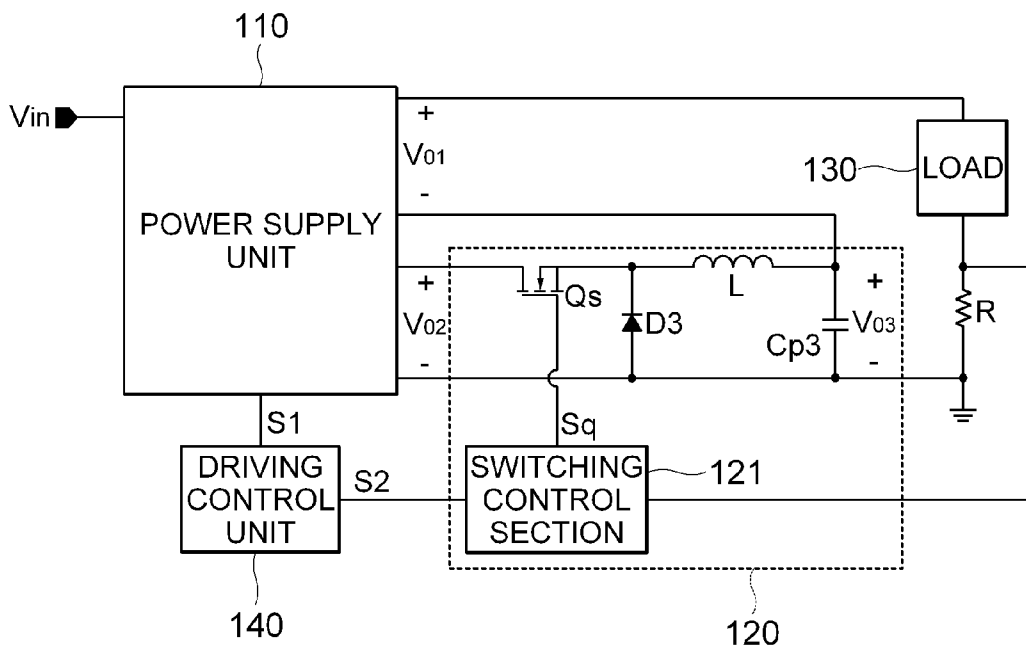 110
Vin
+
V01
-
POWER SUPPLY
UNIT
130
LOAD
+
V02
-
Qs
D3
L
Cp3
+
V03
-
R
S1
Sq
DRIVING
CONTROL
UNIT
S2
SWITCHING
CONTROL
SECTION
121
140
120